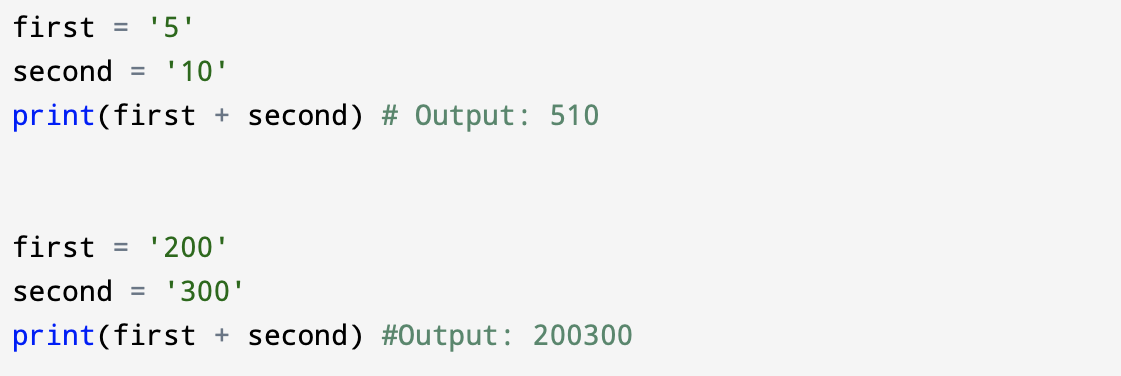 first = '5'
second = '10'
print(first + second) # Output: 510
first = '200'
second = '300'
print(first + second) #Output: 200300